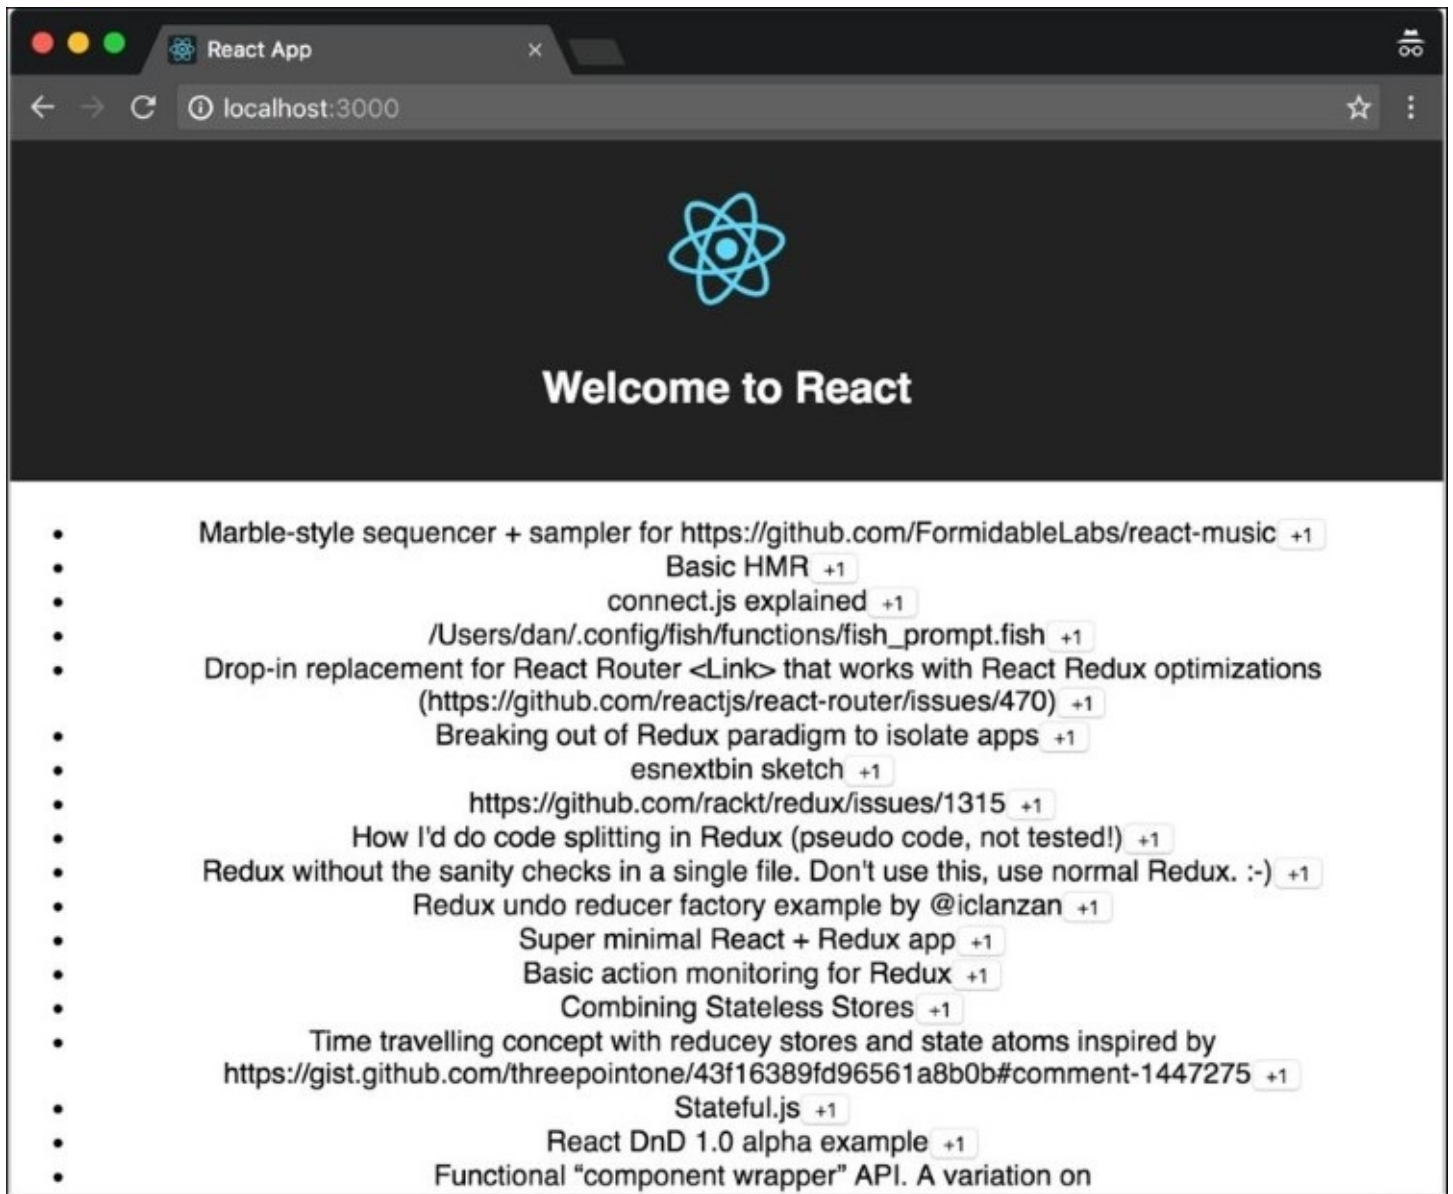 React App ×
localhost:3000
Welcome to React
• Marble-style sequencer + sampler for https://github.com/FormidableLabs/react-music +1
• Basic HMR +1
• connect.js explained +1
• /Users/dan/.config/fish/functions/fish_prompt.fish +1
• Drop-in replacement for React Router <Link> that works with React Redux optimizations
(https://github.com/reactjs/react-router/issues/470) +1
• Breaking out of Redux paradigm to isolate apps +1
• esnextbin sketch +1
• https://github.com/rackt/redux/issues/1315 +1
• How I'd do code splitting in Redux (pseudo code, not tested!) +1
• Redux without the sanity checks in a single file. Don't use this, use normal Redux. :-) +1
• Redux undo reducer factory example by @iclanzan +1
• Super minimal React + Redux app +1
• Basic action monitoring for Redux +1
• Combining Stateless Stores +1
• Time travelling concept with reducey stores and state atoms inspired by
https://gist.github.com/threepointone/43f16389fd96561a8b0b#comment-1447275 +1
• Stateful.js +1
• React DnD 1.0 alpha example +1
• Functional “component wrapper” API. A variation on